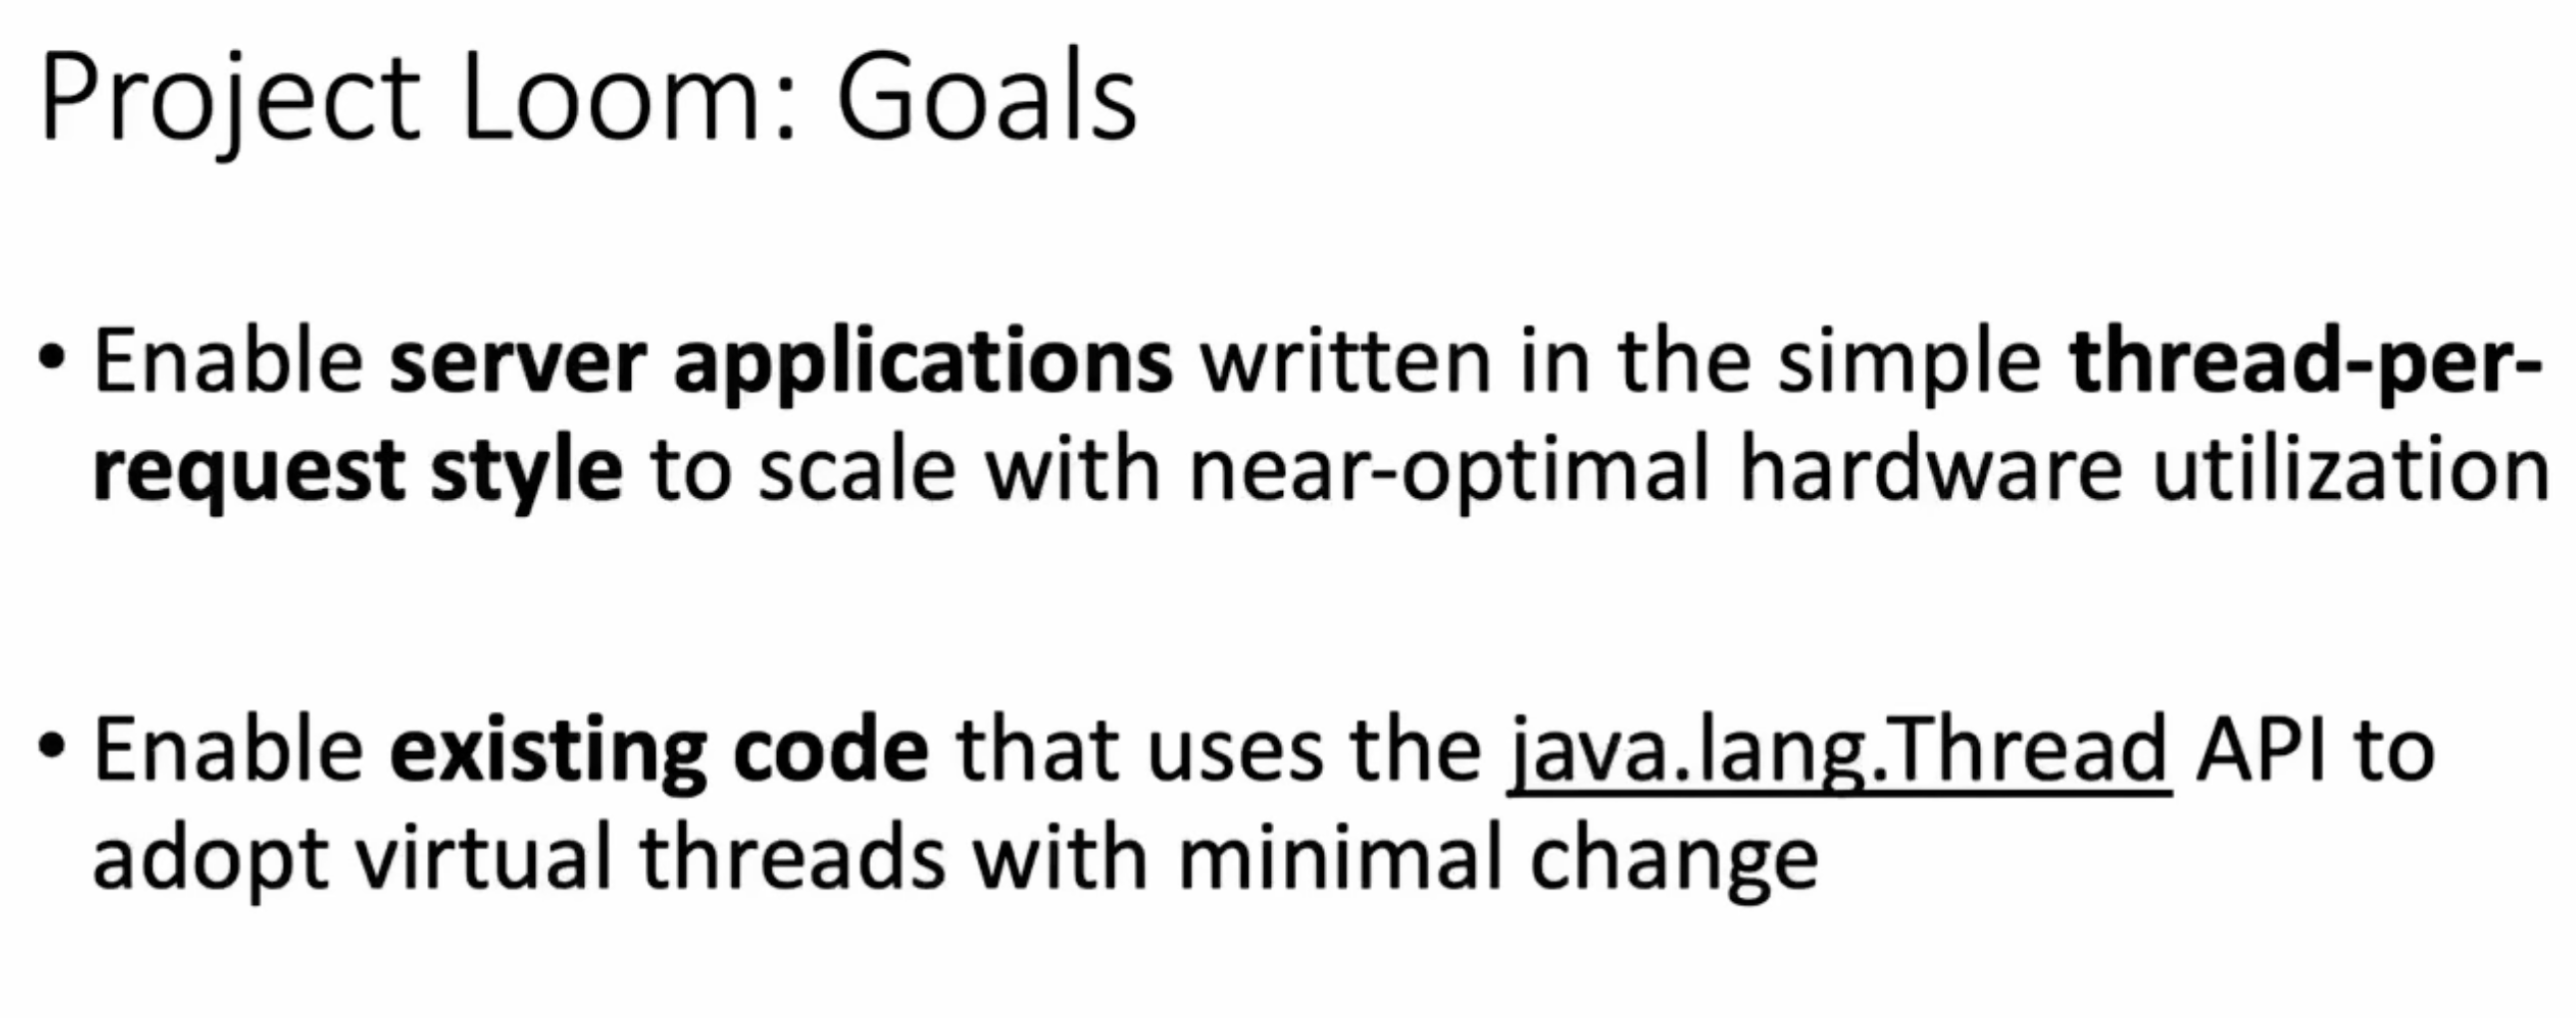 Project Loom: Goals
• Enable server applications written in the simple thread-per-
request style to scale with near-optimal hardware utilization
• Enable existing code that uses the java.lang.Thread API to
adopt virtual threads with minimal change